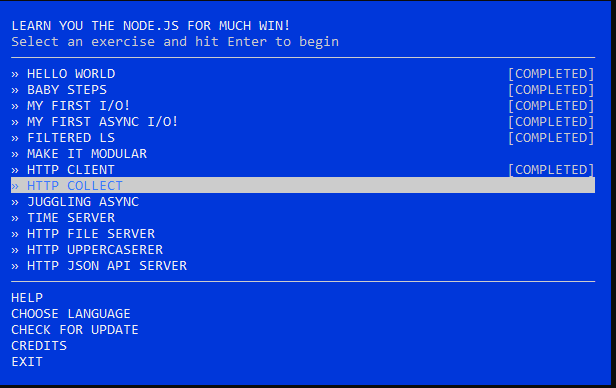 LEARN YOU THE NODE.JS FOR MUCH WIN!
Select an exercise and hit Enter to begin
» HELLO WORLD [COMPLETED]
» BABY STEPS [COMPLETED]
» MY FIRST I/O! [COMPLETED]
» MY FIRST ASYNC I/O! [COMPLETED]
» FILTERED LS [COMPLETED]
» MAKE IT MODULAR
» HTTP CLIENT [COMPLETED]
» HTTP COLLECT
» JUGGLING ASYNC
» TIME SERVER
» HTTP FILE SERVER
» HTTP UPPERCASERER
» HTTP JSON API SERVER
HELP
CHOOSE LANGUAGE
CHECK FOR UPDATE
CREDITS
EXIT